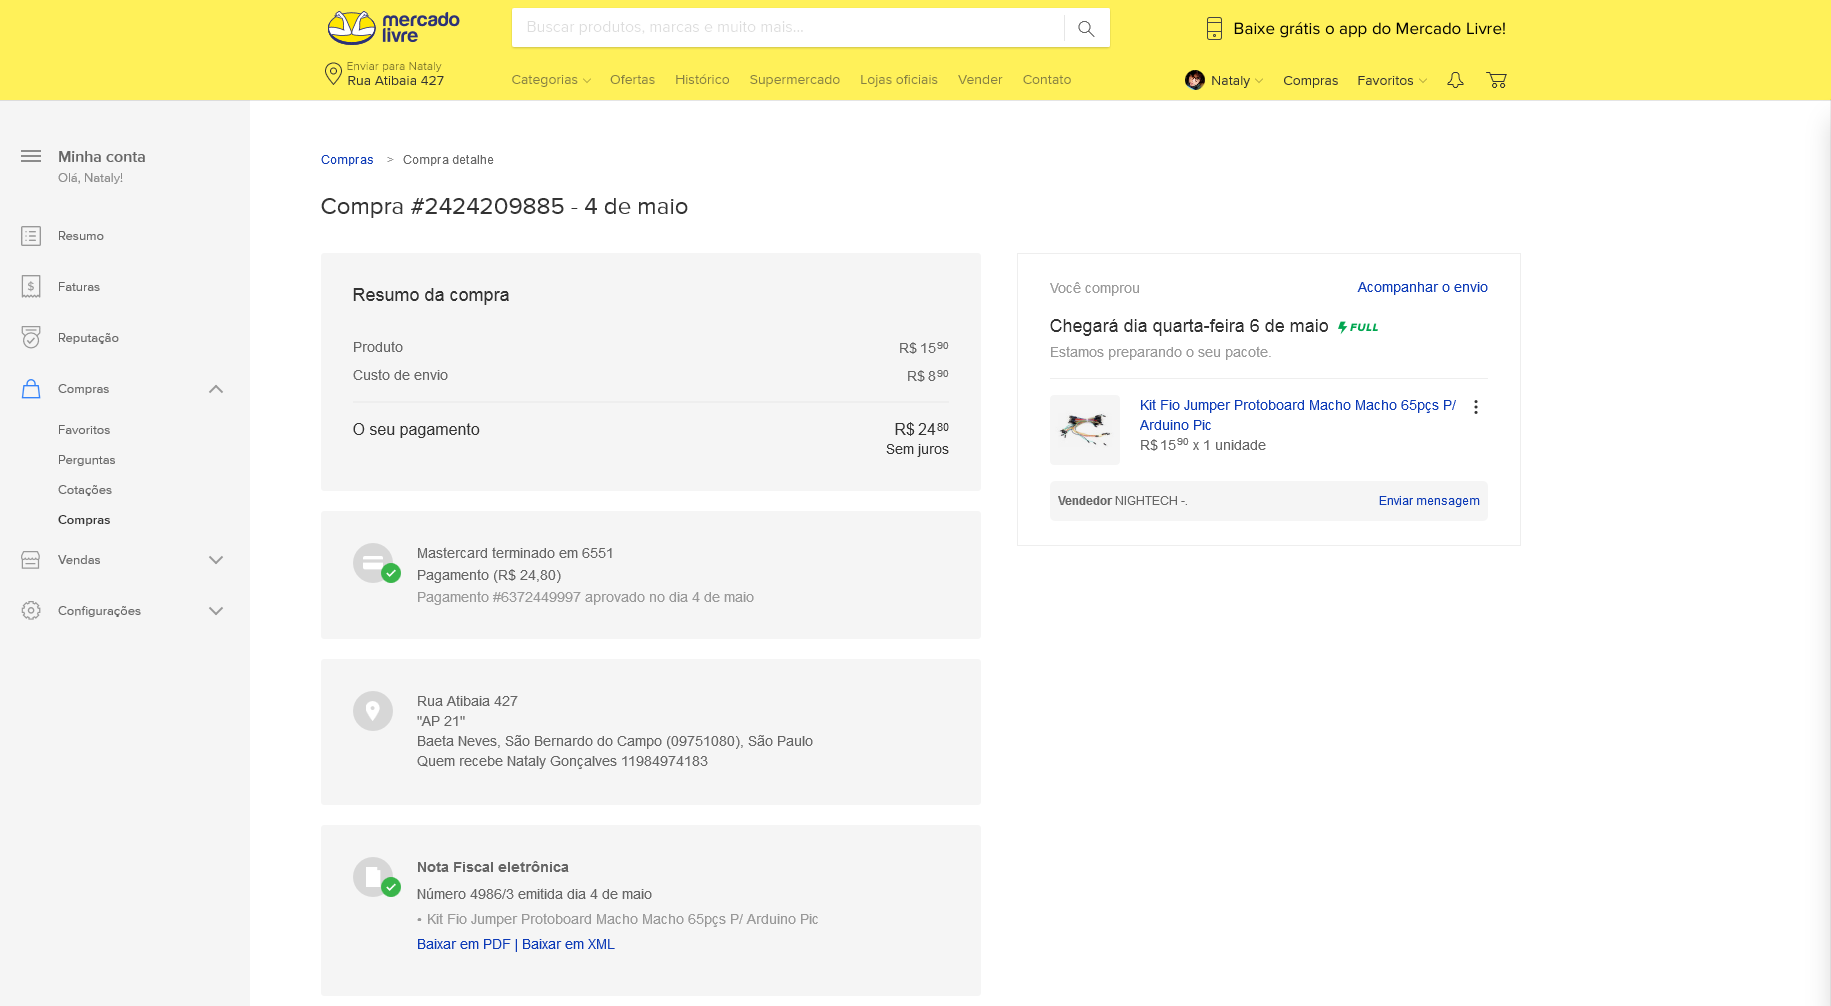 mercado
livre
Buscar produtos, marcas e muito mais...
Baixe grátis o app do Mercado Livre!
Enviar para Nataly
Rua Atibaia 427
Categorias Ofertas Histórico Supermercado Lojas oficiais Vender Contato
Nataly Compras Favoritos
Minha conta
Olá, Nataly!
Resumo
Faturas
Reputação
Compras
Favoritos
Perguntas
Cotações
Compras
Vendas
Configurações
Compras > Compra detalhe
Compra #2424209885 - 4 de maio
Resumo da compra
Produto R$ 15 90
Custo de envio R$ 8 90
O seu pagamento R$ 24 80
Sem juros
Mastercard terminado em 6551
Pagamento (R$ 24,80)
Pagamento #6372449997 aprovado no dia 4 de maio
Rua Atibaia 427
"AP 21"
Baeta Neves, São Bernardo do Campo (09751080), São Paulo
Quem recebe Nataly Gonçalves 11984974183
Nota Fiscal eletrônica
Número 4986/3 emitida dia 4 de maio
• Kit Fio Jumper Protoboard Macho Macho 65pçs P/ Arduino Pic
Baixar em PDF | Baixar em XML
Você comprou Acompanhar o envio
Chegará dia quarta-feira 6 de maio FULL
Estamos preparando o seu pacote.
Kit Fio Jumper Protoboard Macho Macho 65pçs P/
Arduino Pic
R$ 15 90 x 1 unidade
Vendedor NIGHTECH -. Enviar mensagem